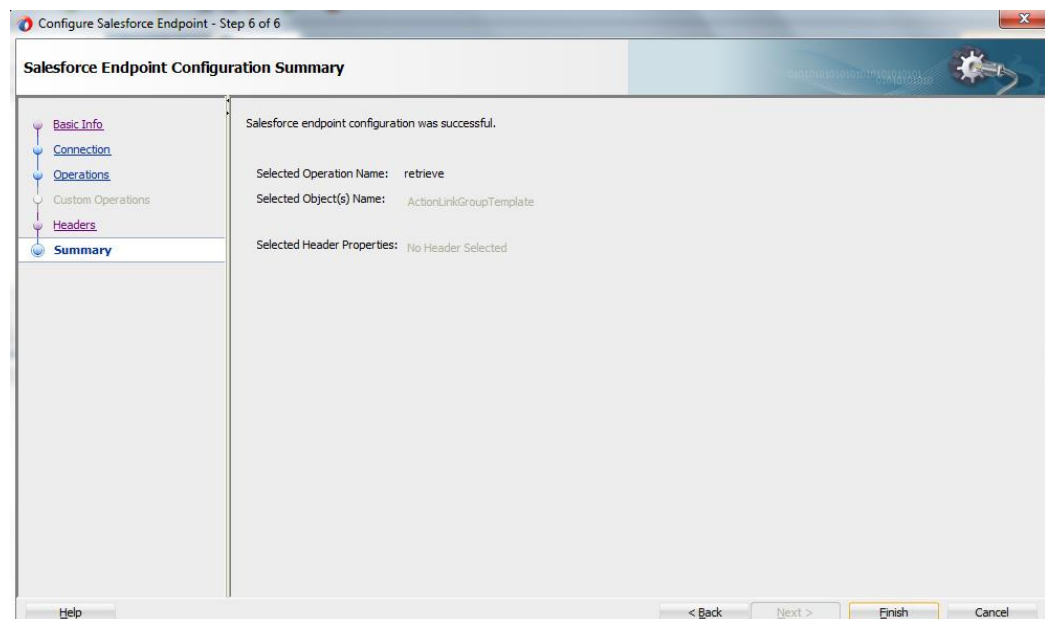 Configure Salesforce Endpoint - Step 6 of 6
Salesforce Endpoint Configuration Summary
Basic Info
Connection
Operations
Custom Operations
Headers
Summary
Salesforce endpoint configuration was successful.
Selected Operation Name: retrieve
Selected Object(s) Name: ActionLinkGroupTemplate
Selected Header Properties: No Header Selected
Help
< Back
Next >
Finish
Cancel